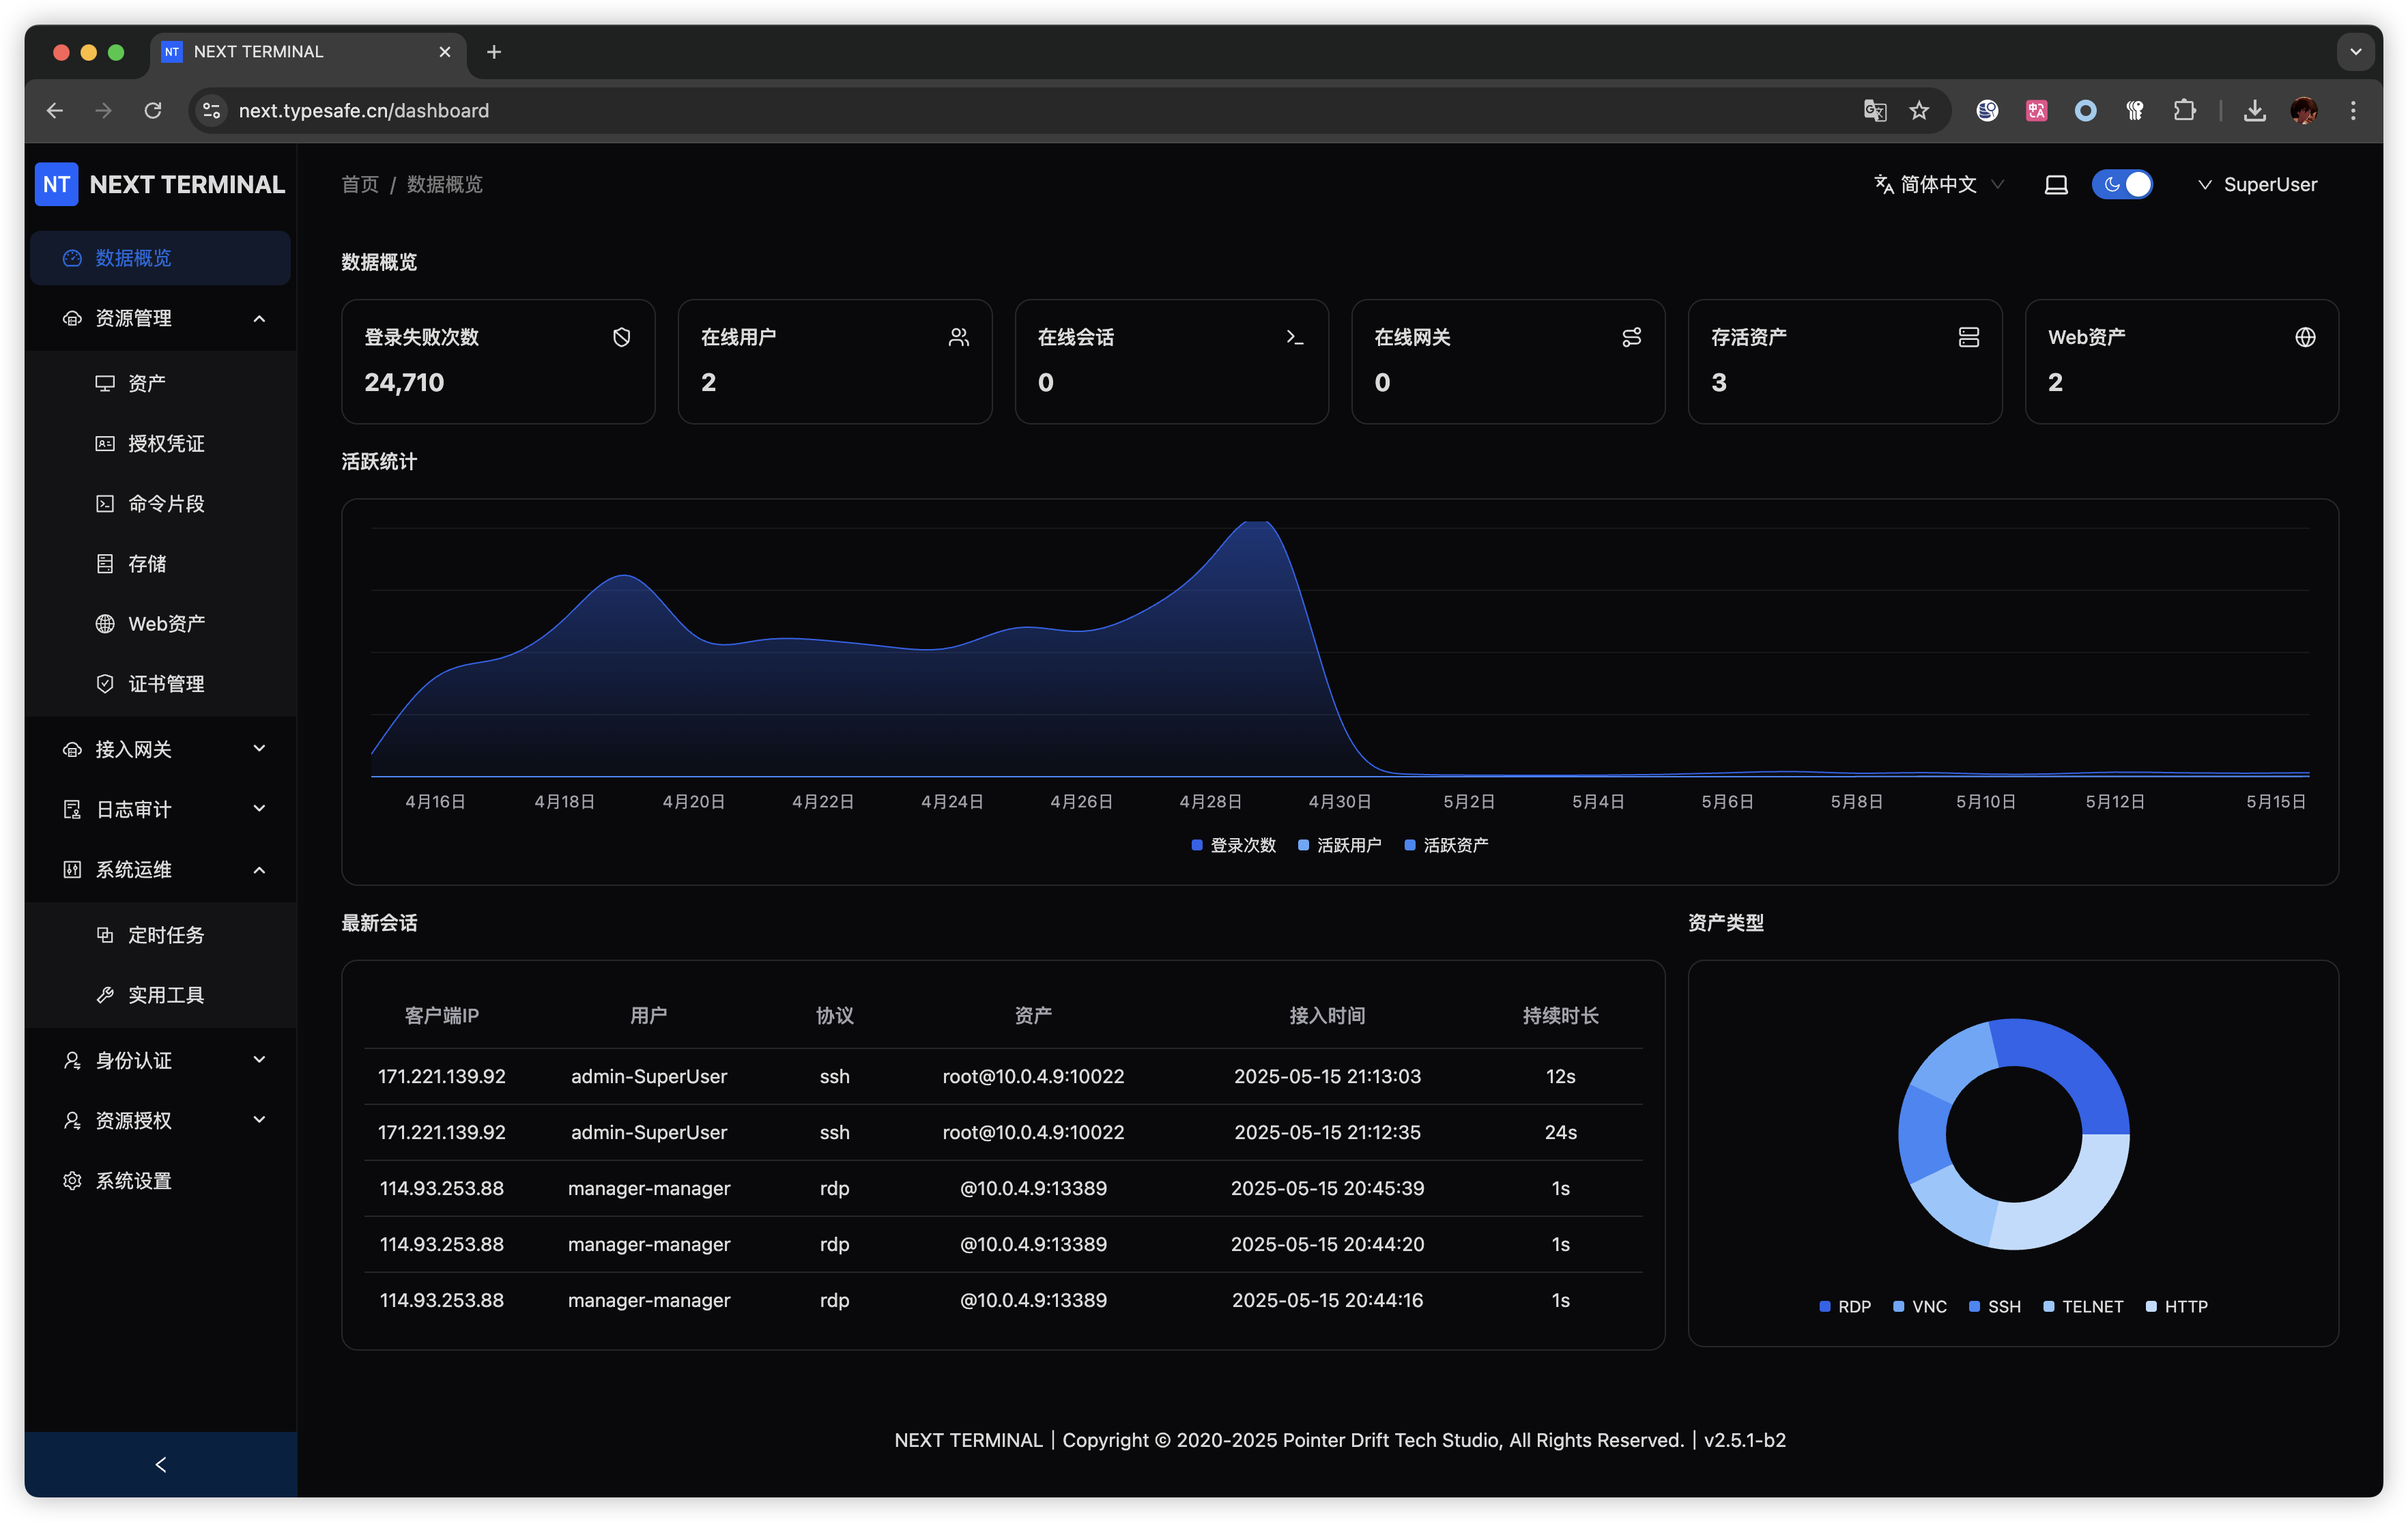 NT NEXT TERMINAL
next.typesafe.cn/dashboard
NT NEXT TERMINAL
首页 / 数据概览
简体中文
SuperUser
数据概览
资源管理
资产
授权凭证
命令片段
存储
Web资产
证书管理
接入网关
日志审计
系统运维
定时任务
实用工具
身份认证
资源授权
系统设置
数据概览
登录失败次数
24,710
在线用户
2
在线会话
0
在线网关
0
存活资产
3
Web资产
2
活跃统计
4月16日 4月18日 4月20日 4月22日 4月24日 4月26日 4月28日 4月30日 5月2日 5月4日 5月6日 5月8日 5月10日 5月12日 5月15日
登录次数 活跃用户 活跃资产
最新会话
客户端IP 用户 协议 资产 接入时间 持续时长
171.221.139.92 admin-SuperUser ssh root@10.0.4.9:10022 2025-05-15 21:13:03 12s
171.221.139.92 admin-SuperUser ssh root@10.0.4.9:10022 2025-05-15 21:12:35 24s
114.93.253.88 manager-manager rdp @10.0.4.9:13389 2025-05-15 20:45:39 1s
114.93.253.88 manager-manager rdp @10.0.4.9:13389 2025-05-15 20:44:20 1s
114.93.253.88 manager-manager rdp @10.0.4.9:13389 2025-05-15 20:44:16 1s
资产类型
RDP VNC SSH TELNET HTTP
NEXT TERMINAL | Copyright © 2020-2025 Pointer Drift Tech Studio, All Rights Reserved. | v2.5.1-b2